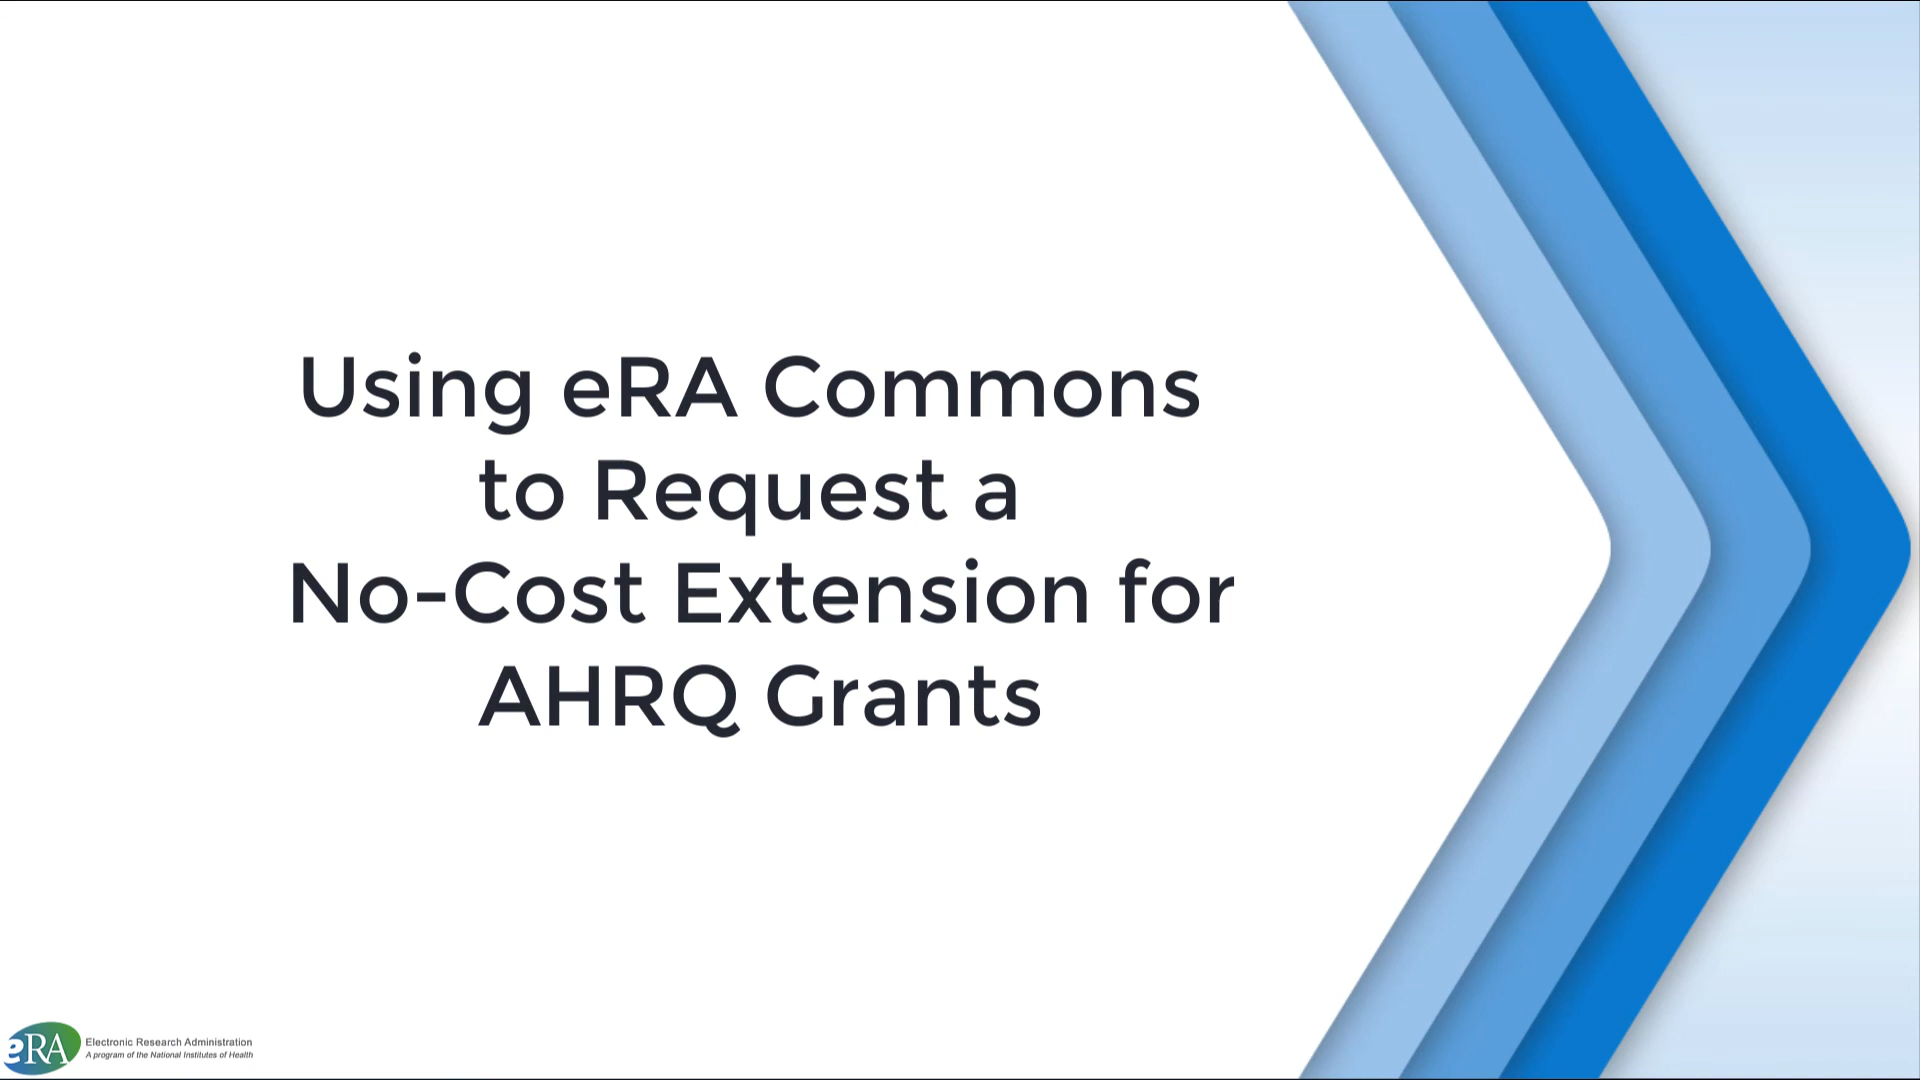 Using eRA Commons
to Request a
No-Cost Extension for
AHRQ Grants
eRA
Electronic Research Administration
A program of the National Institutes of Health